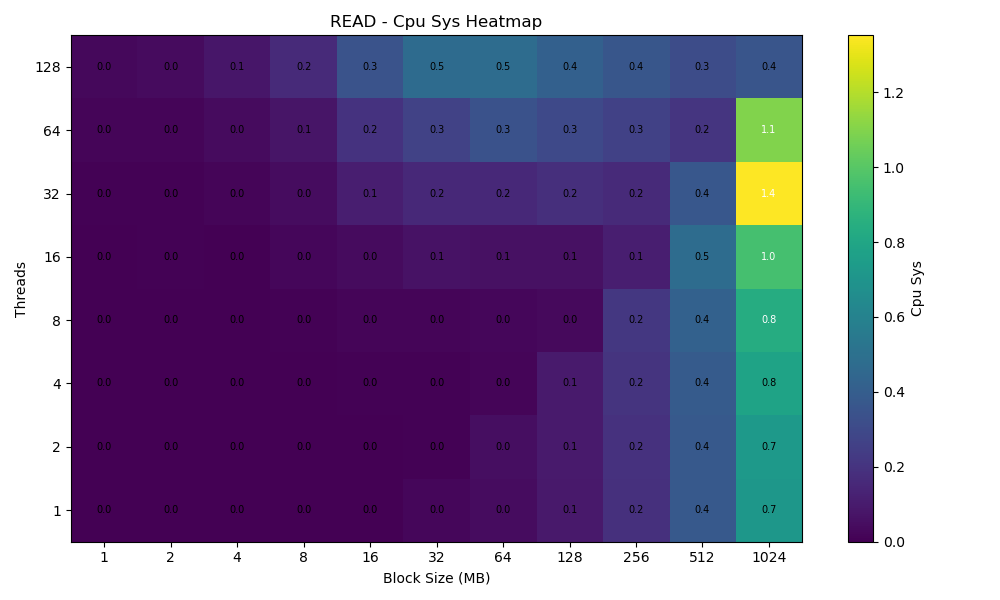 READ - Cpu Sys Heatmap
128 0.0 0.0 0.1 0.2 0.3 0.5 0.5 0.4 0.4 0.3 0.4
64 0.0 0.0 0.0 0.1 0.2 0.3 0.3 0.3 0.3 0.2 1.1
32 0.0 0.0 0.0 0.0 0.1 0.2 0.2 0.2 0.2 0.4 1.4
16 0.0 0.0 0.0 0.0 0.0 0.1 0.1 0.1 0.1 0.5 1.0
8 0.0 0.0 0.0 0.0 0.0 0.0 0.0 0.0 0.2 0.4 0.8
4 0.0 0.0 0.0 0.0 0.0 0.0 0.0 0.1 0.2 0.4 0.8
2 0.0 0.0 0.0 0.0 0.0 0.0 0.0 0.1 0.2 0.4 0.7
1 0.0 0.0 0.0 0.0 0.0 0.0 0.0 0.1 0.2 0.4 0.7
1 2 4 8 16 32 64 128 256 512 1024
Block Size (MB)
Threads
1.2
1.0
0.8
0.6
0.4
0.2
0.0
Cpu Sys